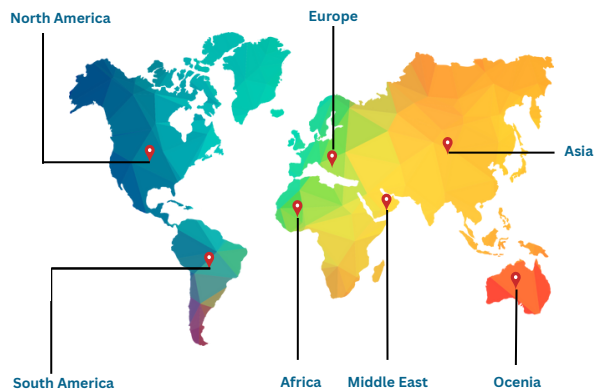 Europe
North America
Asia
South America
Africa
Middle East
Ocenia